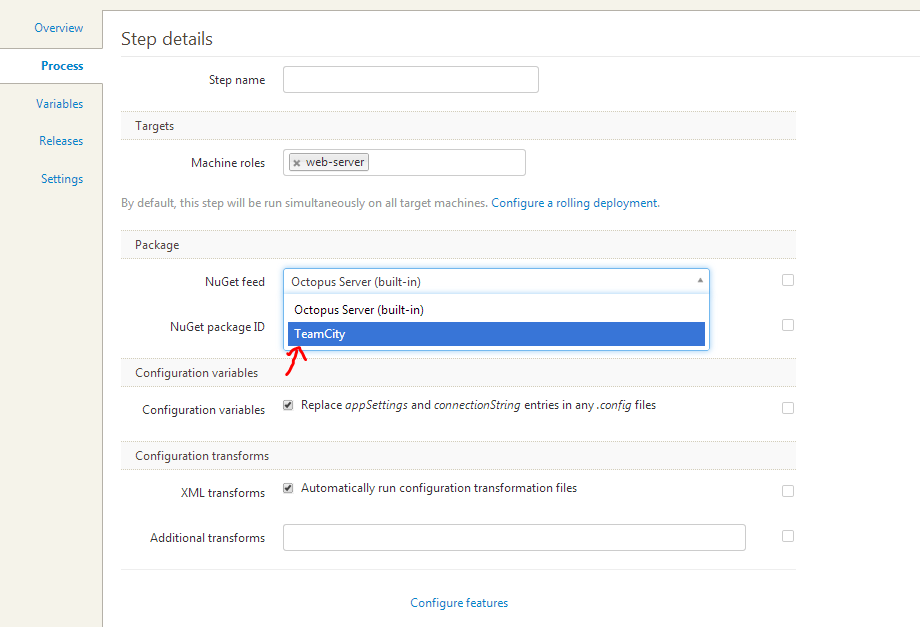 Overview
Process
Variables
Releases
Settings
Step details
Step name
Targets
Machine roles × web-server
By default, this step will be run simultaneously on all target machines. Configure a rolling deployment.
Package
NuGet feed Octopus Server (built-in)
Octopus Server (built-in)
NuGet package ID TeamCity
Configuration variables
Configuration variables Replace appSettings and connectionString entries in any .config files
Configuration transforms
XML transforms Automatically run configuration transformation files
Additional transforms
Configure features